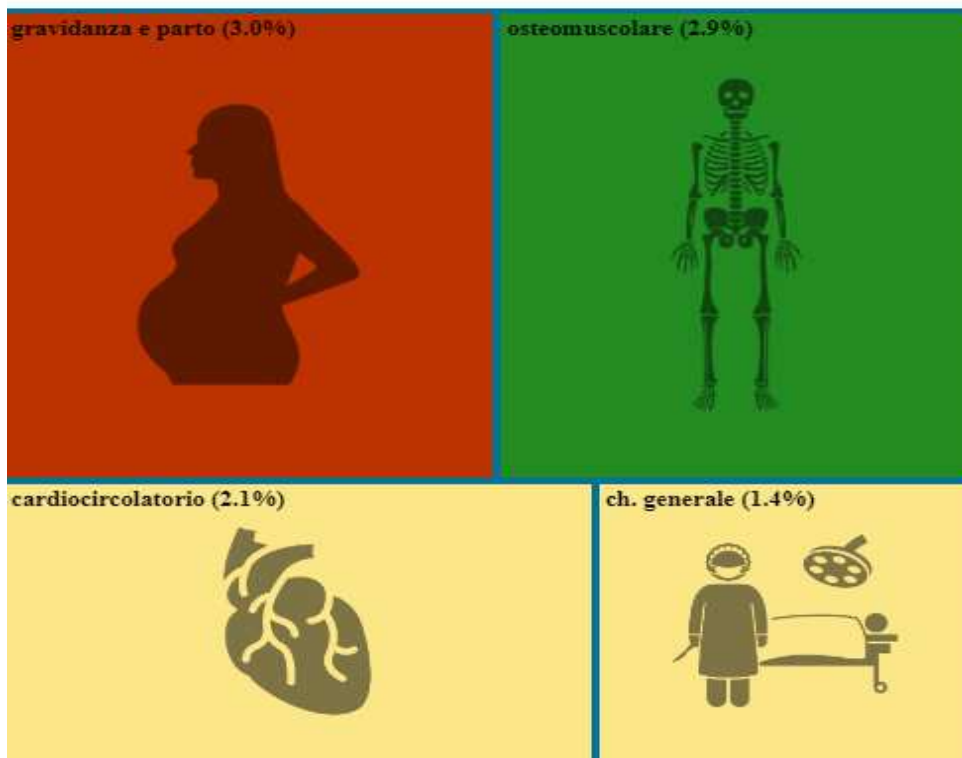 gravidanza e parto (3.0%)
osteomuscolare (2.9%)
cardiocircolatorio (2.1%)
ch. generale (1.4%)